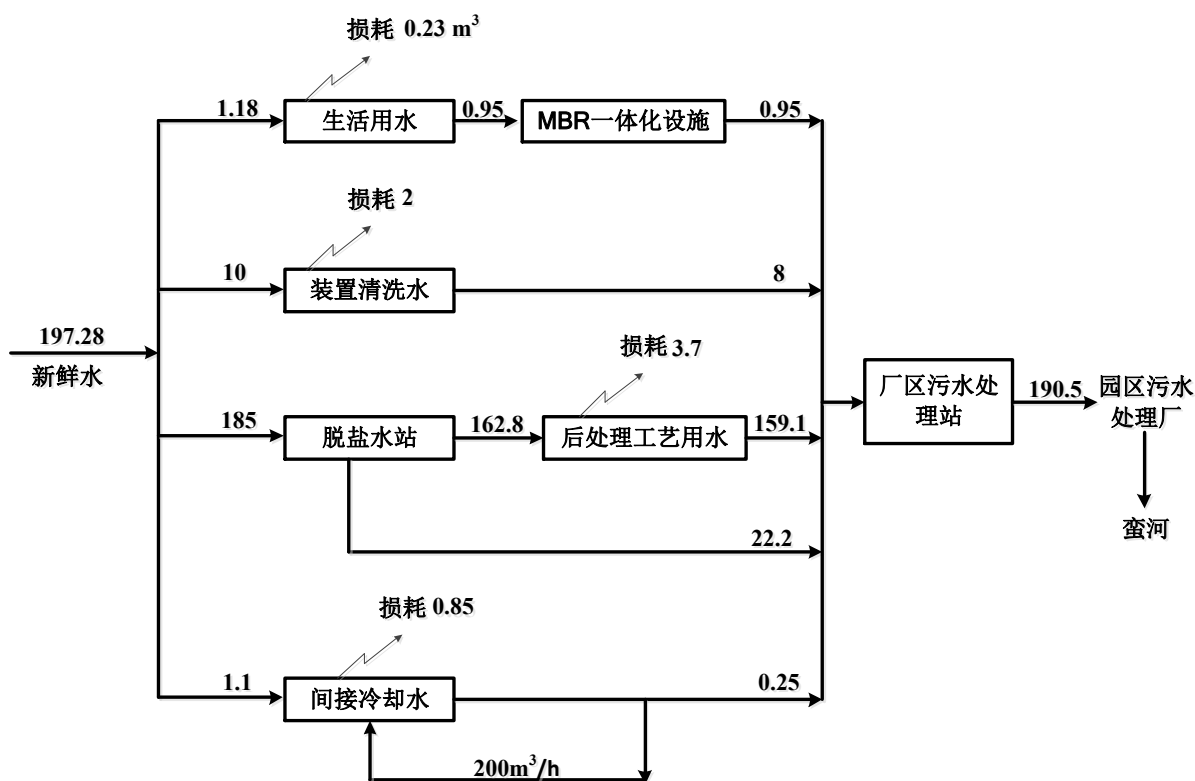 损耗 0.23 m³
1.18
生活用水
0.95
MBR一体化设施
0.95
损耗 2
10
装置清洗水
8
197.28
新鲜水
损耗 3.7
185
脱盐水站
162.8
后处理工艺用水
159.1
厂区污水处
理站
190.5
园区污水
处理厂
22.2
蛮河
损耗 0.85
1.1
间接冷却水
0.25
200m³/h